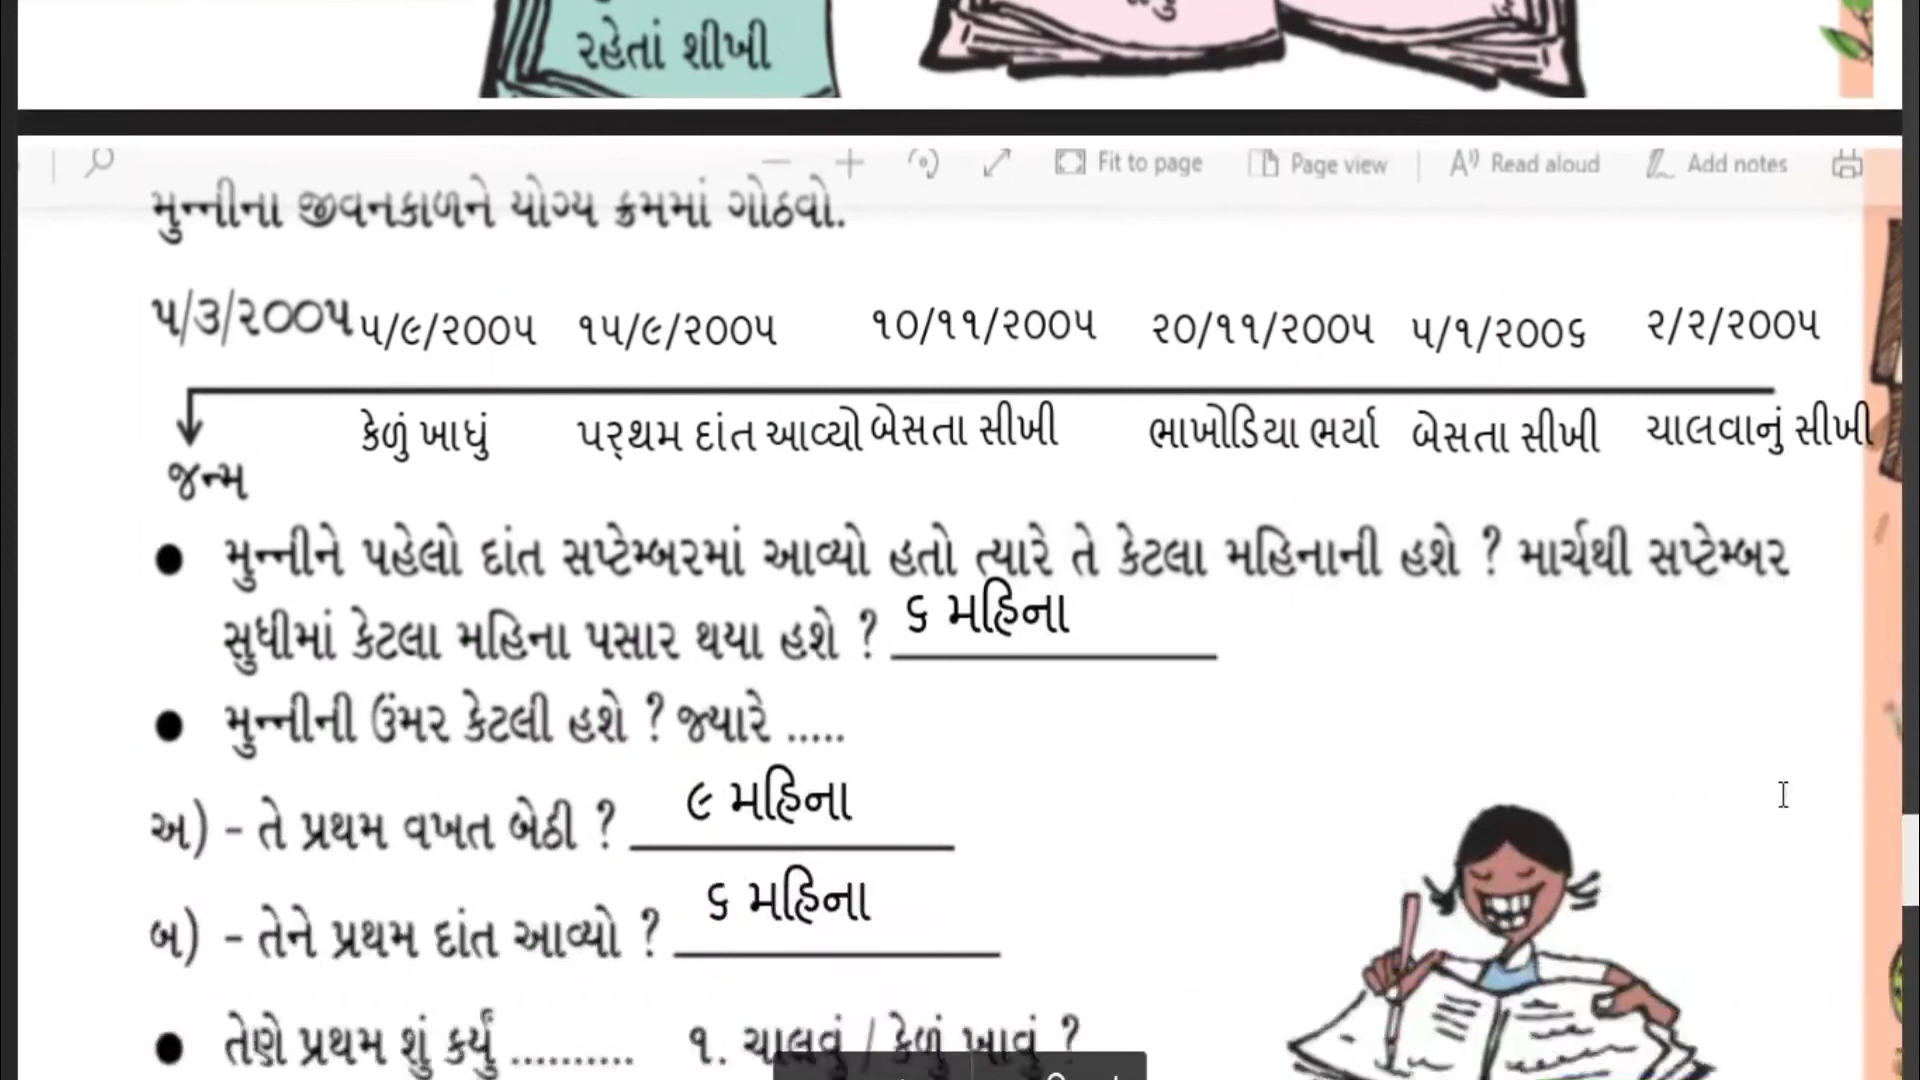 રહેતાં શીખી
Fit to page Page view Read aloud Add notes
મુન્નીના જીવનકાળને યોગ્ય ક્રમમાં ગોઠવો.
૫/૩/૨૦૦૫ ૫/૯/૨૦૦૫ ૧૫/૯/૨૦૦૫ ૧૦/૧૧/૨૦૦૫ ૨૦/૧૧/૨૦૦૫ ૫/૧/૨૦૦૬ ૨/૨/૨૦૦૫
કેળું ખાધું પર્‌થમ દાંત આવ્યો બેસતા સીખી ભાખોડિયા ભર્યા બેસતા સીખી ચાલવાનું સીખી
જન્મ
● મુન્નીને પહેલો દાંત સપ્ટેમ્બરમાં આવ્યો હતો ત્યારે તે કેટલા મહિનાની હશે ? માર્ચથી સપ્ટેમ્બર
સુધીમાં કેટલા મહિના પસાર થયા હશે ? ૬ મહિના
● મુન્નીની ઉંમર કેટલી હશે ? જ્યારે .....
અ) - તે પ્રથમ વખત બેઠી ? ૯ મહિના
બ) - તેને પ્રથમ દાંત આવ્યો ? ૬ મહિના
● તેણે પ્રથમ શું કર્યું .......... ૧. ચાલવું / કેળું ખાવું ?